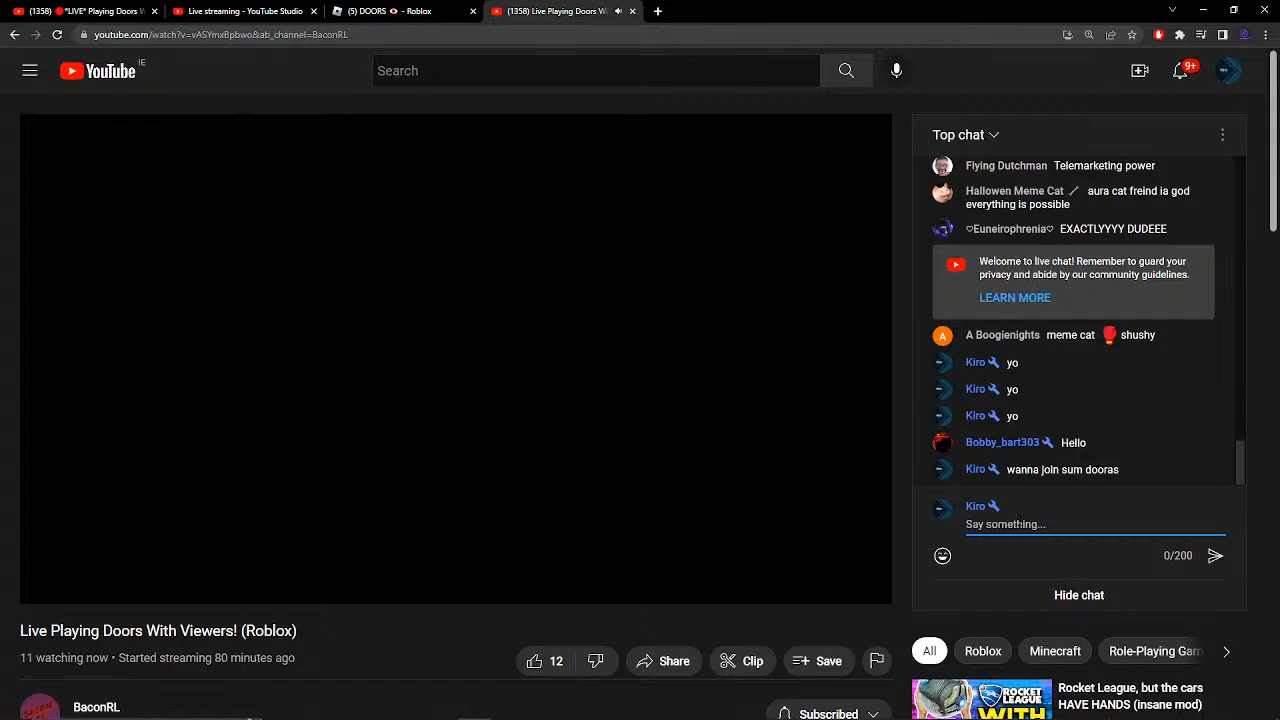 (1358) 🔴*LIVE* Playing Doors W
Live streaming - YouTube Studio
(5) DOORS 👁 - Roblox
(1358) Live Playing Doors W
youtube.com/watch?v=vASYmxBpbwo&ab_channel=BaconRL
YouTube IE
Search
9+
Top chat
Flying Dutchman Telemarketing power
Hallowen Meme Cat aura cat freind ia god
everything is possible
♡Euneirophrenia♡ EXACTLYYYY DUDEEE
Welcome to live chat! Remember to guard your
privacy and abide by our community guidelines.
LEARN MORE
A
A Boogienights meme cat 🥊 shushy
Kiro yo
Kiro yo
Kiro yo
Bobby_bart303 Hello
Kiro wanna join sum dooras
Kiro
Say something...
0/200
Hide chat
Live Playing Doors With Viewers! (Roblox)
11 watching now • Started streaming 80 minutes ago
12
Share
Clip
Save
All
Roblox
Minecraft
Role-Playing Gam
BaconRL
Subscribed
ROCKET
LEAGUE
WITH
Rocket League, but the cars
HAVE HANDS (insane mod)